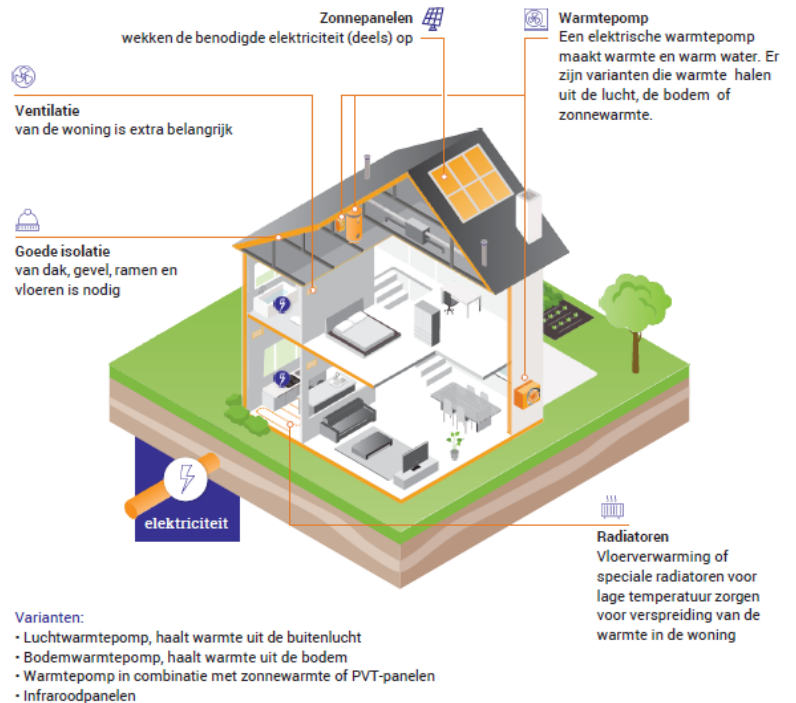 Zonnepanelen
wekken de benodigde elektriciteit (deels) op
Warmtepomp
Een elektrische warmtepomp
maakt warmte en warm water. Er
zijn varianten die warmte halen
uit de lucht, de bodem of
zonnewarmte.
Ventilatie
van de woning is extra belangrijk
Goede isolatie
van dak, gevel, ramen en
vloeren is nodig
elektriciteit
Radiatoren
Vloerverwarming of
speciale radiatoren voor
lage temperatuur zorgen
voor verspreiding van de
warmte in de woning
Varianten:
• Luchtwarmtepomp, haalt warmte uit de buitenlucht
• Bodemwarmtepomp, haalt warmte uit de bodem
• Warmtepomp in combinatie met zonnewarmte of PVT-panelen
• Infraroodpanelen